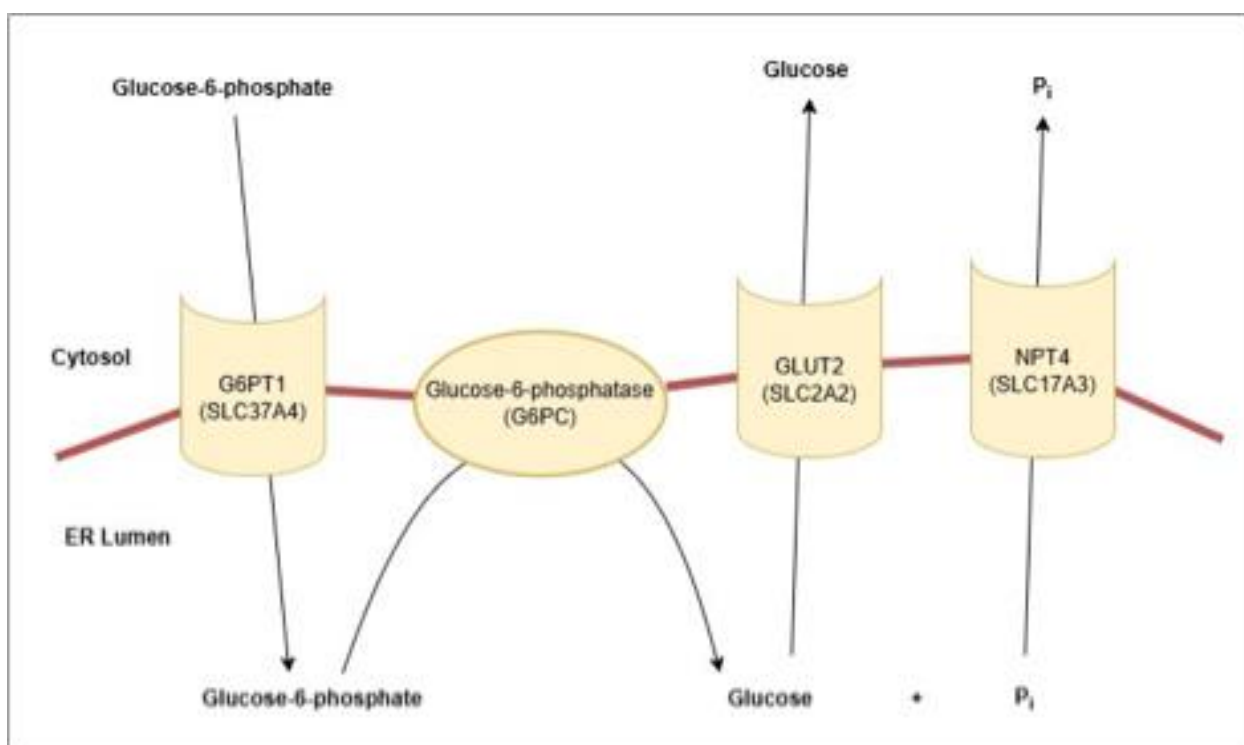 Glucose-6-phosphate
Glucose
Pi
Cytosol
G6PT1
(SLC37A4)
Glucose-6-phosphatase
(G6PC)
GLUT2
(SLC2A2)
NPT4
(SLC17A3)
ER Lumen
Glucose-6-phosphate
Glucose + Pi